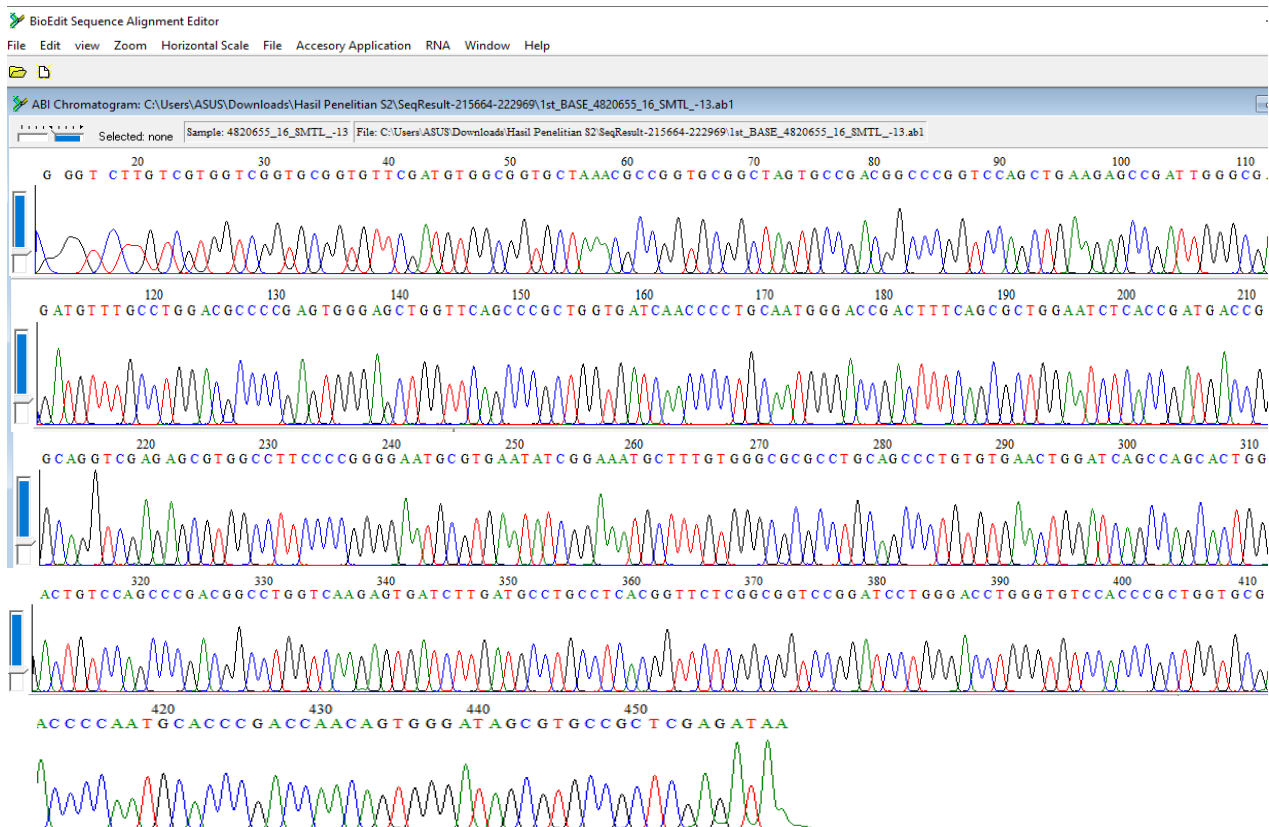 BioEdit Sequence Alignment Editor
File Edit view Zoom Horizontal Scale File Accesory Application RNA Window Help
ABI Chromatogram: C:\Users\ASUS\Downloads\Hasil Penelitian S2\SeqResult-215664-222969\1st_BASE_4820655_16_SMTL_-13.ab1
Selected: none Sample: 4820655_16_SMTL_-13 File: C:\Users\ASUS\Downloads\Hasil Penelitian S2\SeqResult-215664-222969\1st_BASE_4820655_16_SMTL_-13.ab1
20 30 40 50 60 70 80 90 100 110
G GGT CTTGTCGTGGTCGGTGCGGTGTTCGATGTGGCGGTGCTAAACGCCGGTGCGGCTAGTGCCGACGGCCCGGTCCAGCTGAAGAGCCGATTGGGCGA
120 130 140 150 160 170 180 190 200 210
GATGTTTGCCTGGACGCCCCGAGTGGGAGCTGGTTCAGCCCGCTGGTGATCAACCCCTGCAATGGGACCGACTTTCAGCGCTGGAATCTCACCGATGACCG
220 230 240 250 260 270 280 290 300 310
GCAGGTCGAGAGCGTGGCCTTCCCCGGGGAATGCGTGAATATCGGAAATGCTTTGTGGGCGCGCCTGCAGCCCTGTGTGAACTGGATCAGCCAGCACTGG
320 330 340 350 360 370 380 390 400 410
ACTGTCCAGCCCGACGGCCTGGTCAAGAGTGATCTTGATGCCTGCCTCACGGTTCTCGGCGGTCCGGATCCTGGGACCTGGGTGTCCACCCGCTGGTGCG
420 430 440 450
ACCCCAATGCACCCGACCAACAGTGGGATAGCGTGCCGCTCGAGATAA